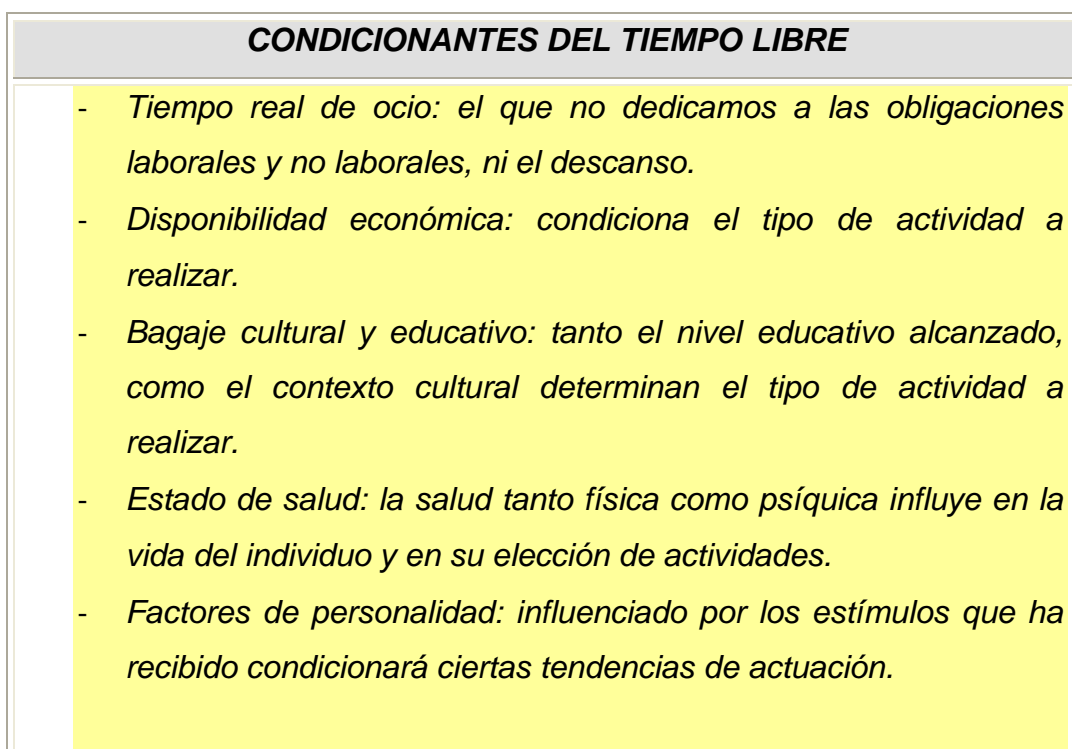 CONDICIONANTES DEL TIEMPO LIBRE
- Tiempo real de ocio: el que no dedicamos a las obligaciones
laborales y no laborales, ni el descanso.
- Disponibilidad económica: condiciona el tipo de actividad a
realizar.
- Bagaje cultural y educativo: tanto el nivel educativo alcanzado,
como el contexto cultural determinan el tipo de actividad a
realizar.
- Estado de salud: la salud tanto física como psíquica influye en la
vida del individuo y en su elección de actividades.
- Factores de personalidad: influenciado por los estímulos que ha
recibido condicionará ciertas tendencias de actuación.